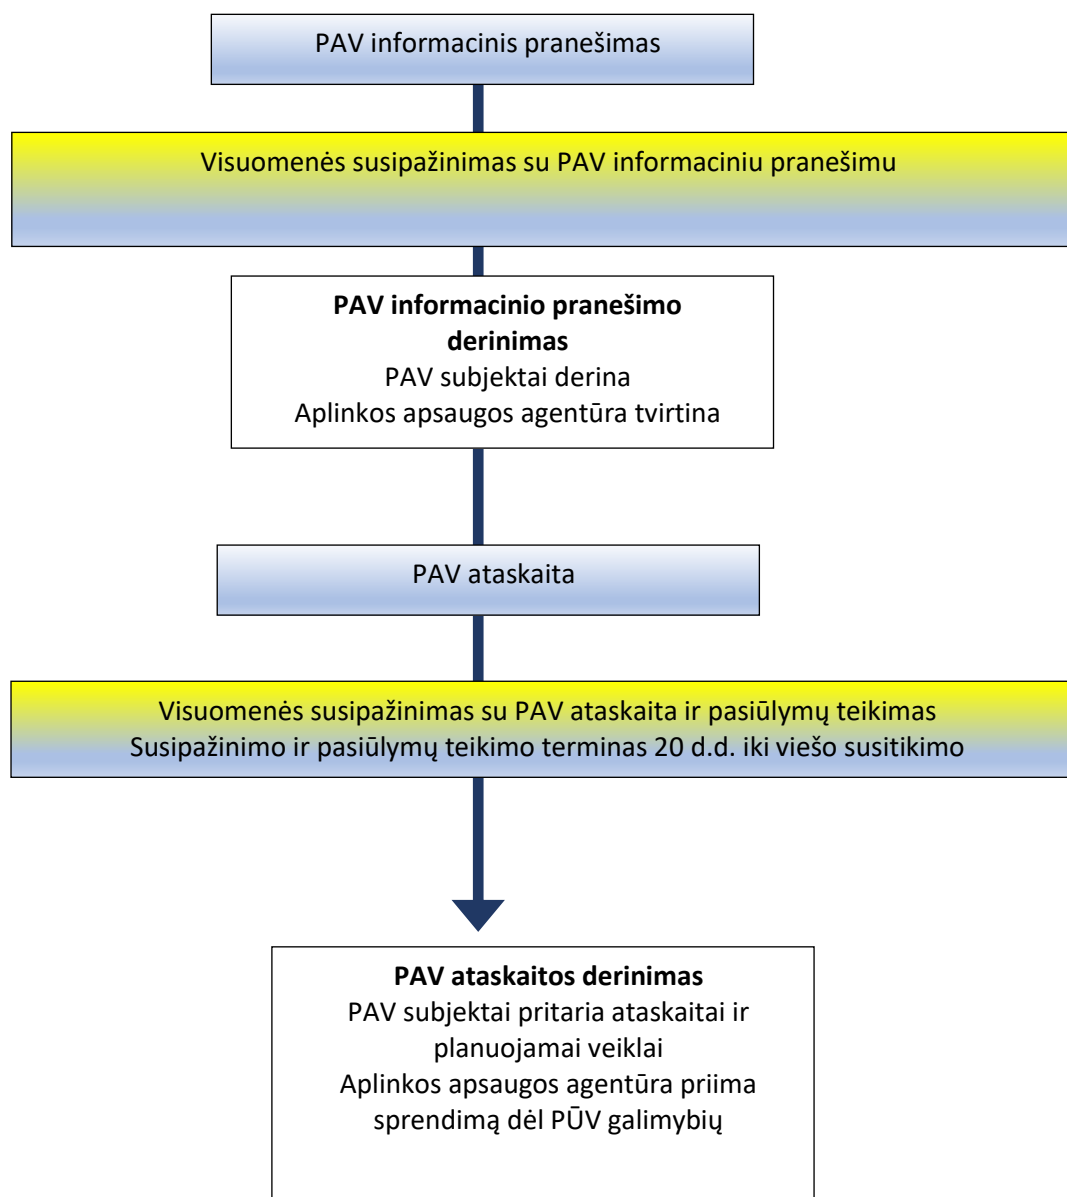 PAV informacinis pranešimas
Visuomenės susipažinimas su PAV informaciniu pranešimu
PAV informacinio pranešimo
derinimas
PAV subjektai derina
Aplinkos apsaugos agentūra tvirtina
PAV ataskaita
Visuomenės susipažinimas su PAV ataskaita ir pasiūlymų teikimas
Susipažinimo ir pasiūlymų teikimo terminas 20 d.d. iki viešo susitikimo
PAV ataskaitos derinimas
PAV subjektai pritaria ataskaitai ir
planuojamai veiklai
Aplinkos apsaugos agentūra priima
sprendimą dėl PŪV galimybių